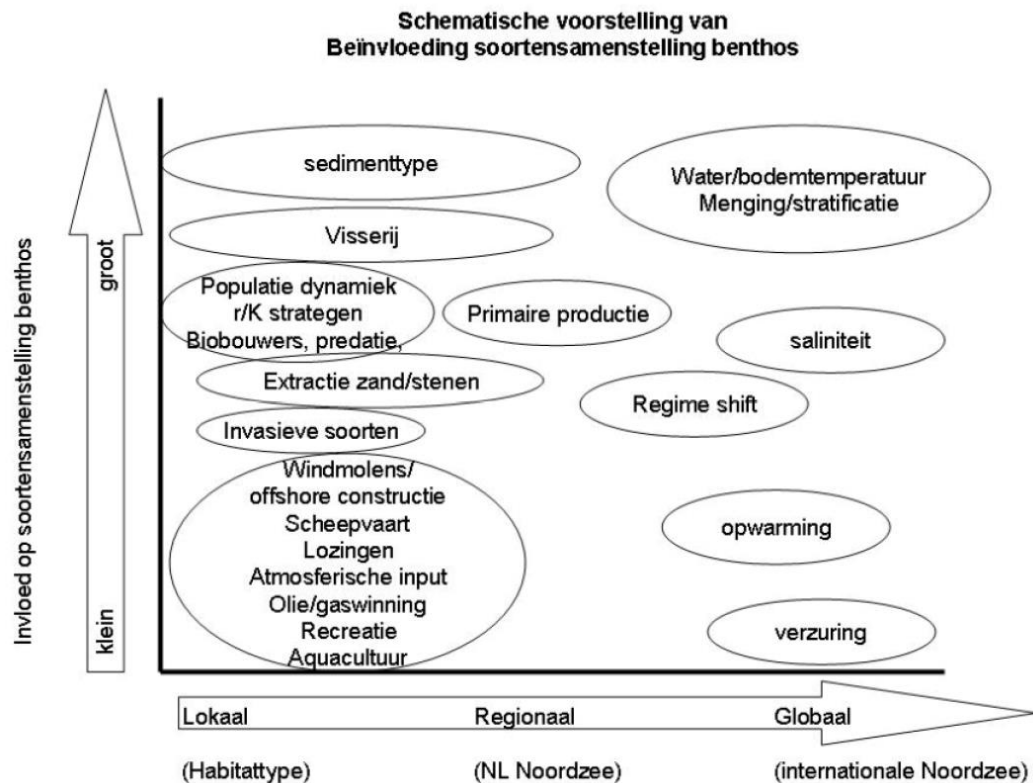 Schematische voorstelling van
Beïnvloeding soortensamenstelling benthos
Invloed op soortensamenstelling benthos
groot
klein
sedimenttype
Water/bodemtemperatuur
Menging/stratificatie
Visserij
Populatie dynamiek
r/K strategen
Biobouwers, predatie,
Primaire productie
saliniteit
Extractie zand/stenen
Regime shift
Invasieve soorten
Windmolens/
offshore constructie
Scheepvaart
Lozingen
Atmosferische input
Olie/gaswinning
Recreatie
Aquacultuur
opwarming
verzuring
Lokaal Regionaal Globaal
(Habitattype) (NL Noordzee) (internationale Noordzee)